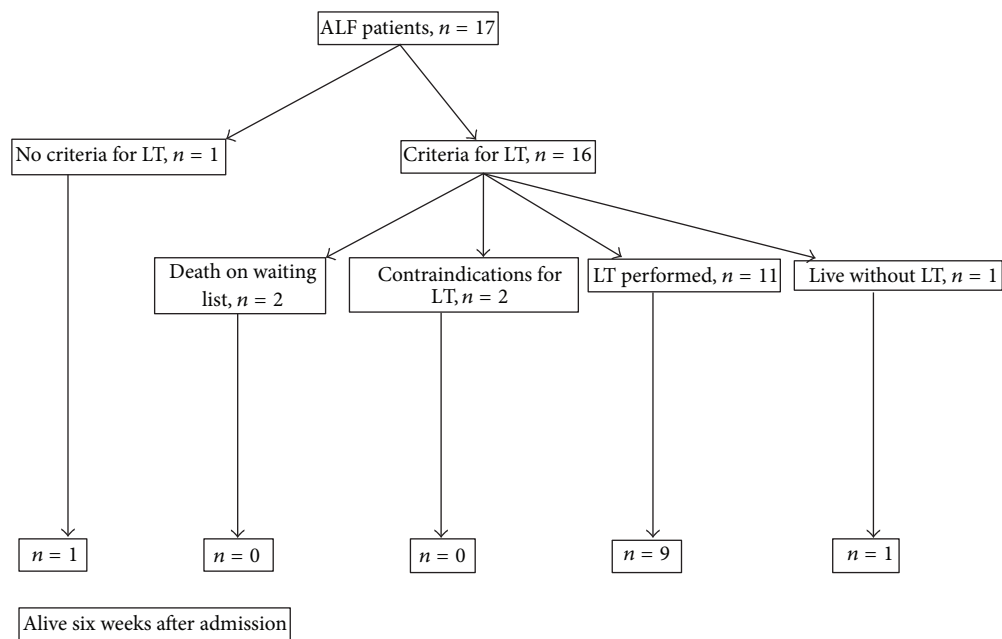 ALF patients, n = 17
No criteria for LT, n = 1
Criteria for LT, n = 16
Death on waiting
list, n = 2
Contraindications for
LT, n = 2
LT performed, n = 11
Live without LT, n = 1
n = 1
n = 0
n = 0
n = 9
n = 1
Alive six weeks after admission